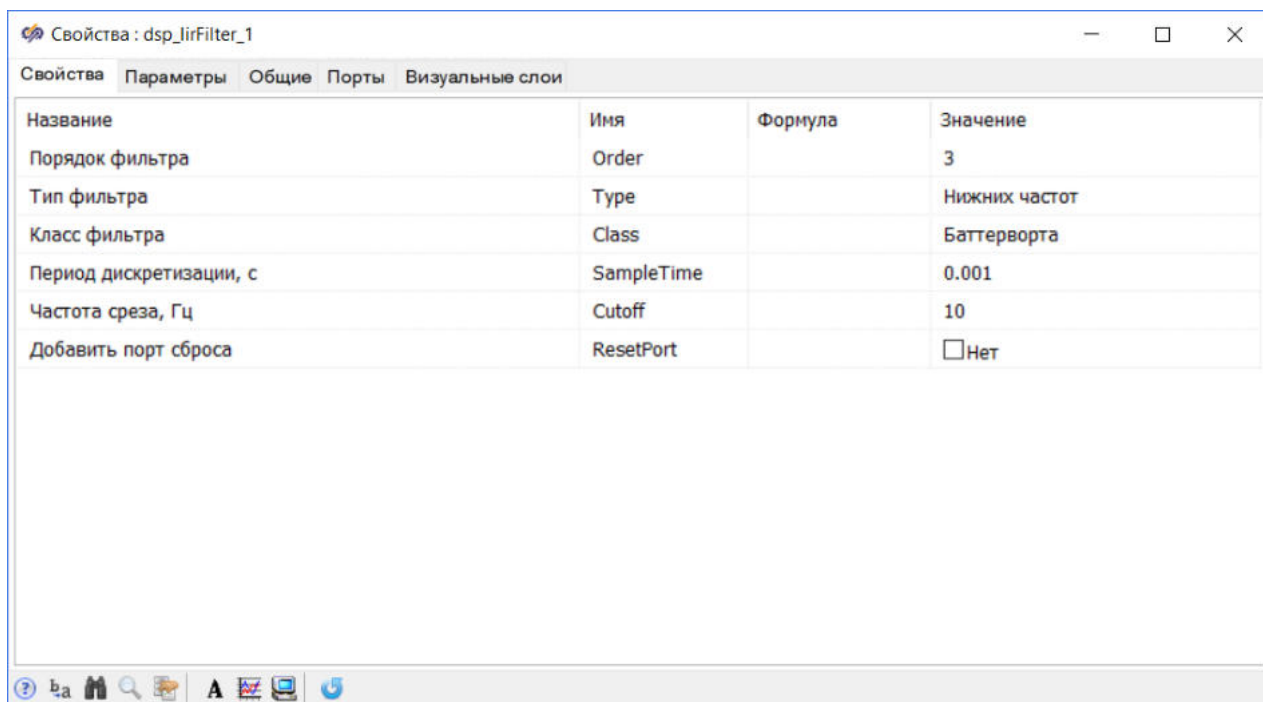 Свойства : dsp_IirFilter_1
Свойства Параметры Общие Порты Визуальные слои
Название Имя Формула Значение
Порядок фильтра Order 3
Тип фильтра Type Нижних частот
Класс фильтра Class Баттерворта
Период дискретизации, с SampleTime 0.001
Частота среза, Гц Cutoff 10
Добавить порт сброса ResetPort Нет
? ba A